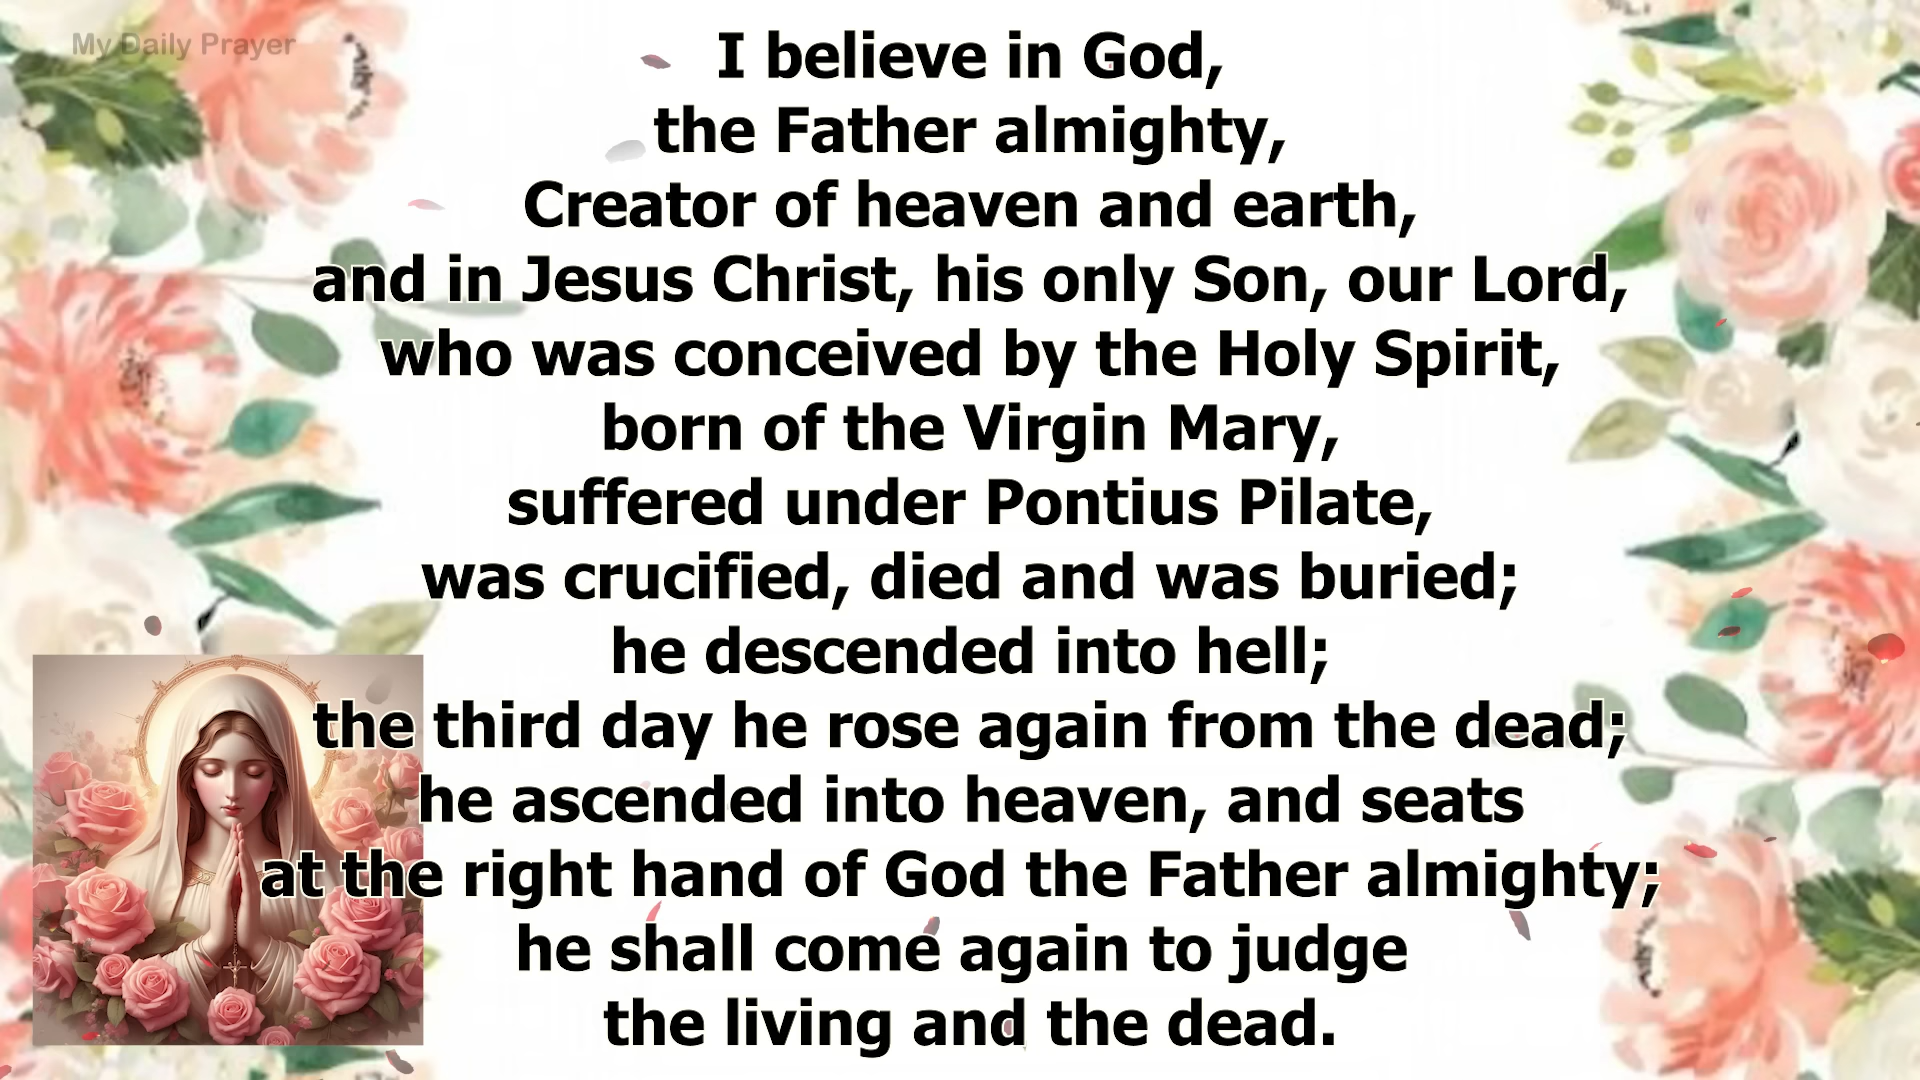 My Daily Prayer
I believe in God,
the Father almighty,
Creator of heaven and earth,
and in Jesus Christ, his only Son, our Lord,
who was conceived by the Holy Spirit,
born of the Virgin Mary,
suffered under Pontius Pilate,
was crucified, died and was buried;
he descended into hell;
the third day he rose again from the dead;
he ascended into heaven, and seats
at the right hand of God the Father almighty;
he shall come again to judge
the living and the dead.